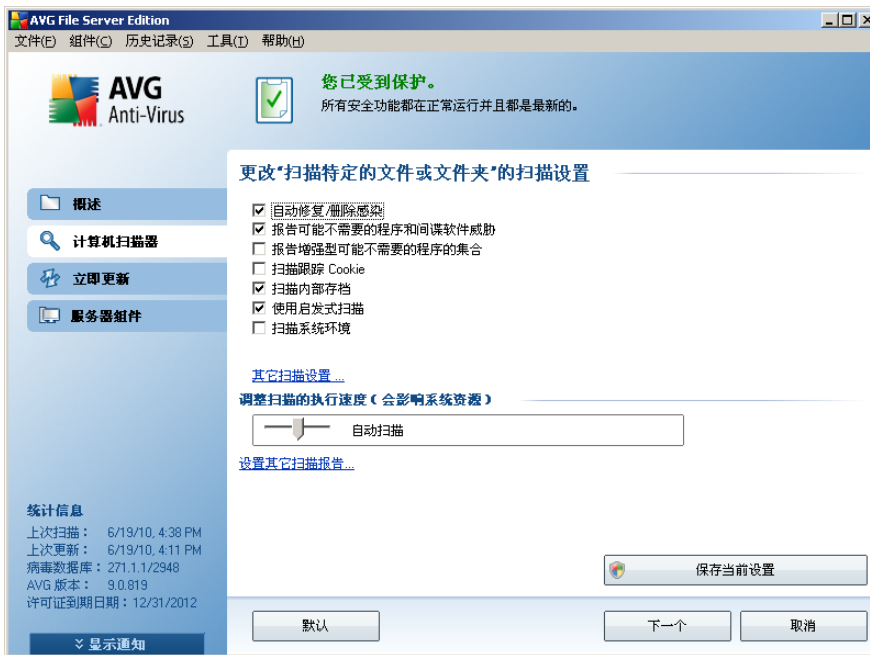 AVG File Server Edition
文件(F) 组件(C) 历史记录(S) 工具(T) 帮助(H)
AVG
Anti-Virus
您已受到保护。
所有安全功能都在正常运行并且都是最新的。
更改“扫描特定的文件或文件夹”的扫描设置
概述
计算机扫描器
立即更新
服务器组件
自动修复/删除感染
报告可能不需要的程序和间谍软件威胁
报告增强型可能不需要的程序的集合
扫描跟踪 Cookie
扫描内部存档
使用启发式扫描
扫描系统环境
其它扫描设置 ...
调整扫描的执行速度（会影响系统资源）
自动扫描
设置其它扫描报告...
统计信息
上次扫描： 6/19/10, 4:38 PM
上次更新： 6/19/10, 4:11 PM
病毒数据库：271.1.1/2948
AVG 版本： 9.0.819
许可证到期日期：12/31/2012
显示通知
保存当前设置
默认
下一个
取消